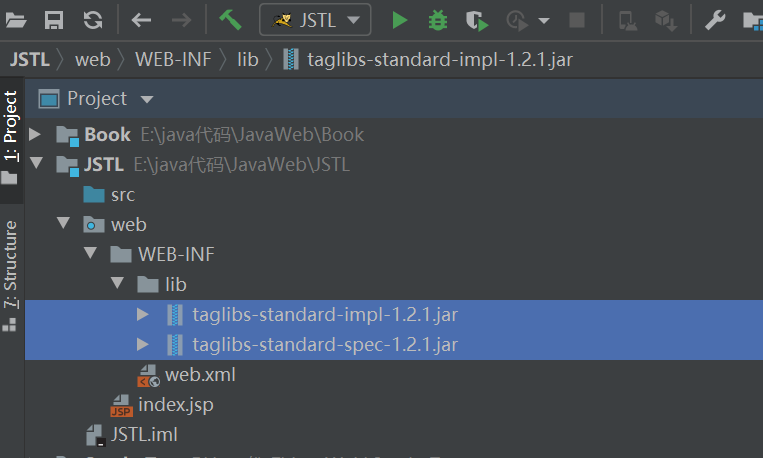 JSTL
JSTL 〉 web 〉 WEB-INF 〉 lib 〉 taglibs-standard-impl-1.2.1.jar
1: Project
7: Structure
Project
Book E:\java代码\JavaWeb\Book
JSTL E:\java代码\JavaWeb\JSTL
src
web
WEB-INF
lib
taglibs-standard-impl-1.2.1.jar
taglibs-standard-spec-1.2.1.jar
web.xml
JSP index.jsp
JSTL.iml